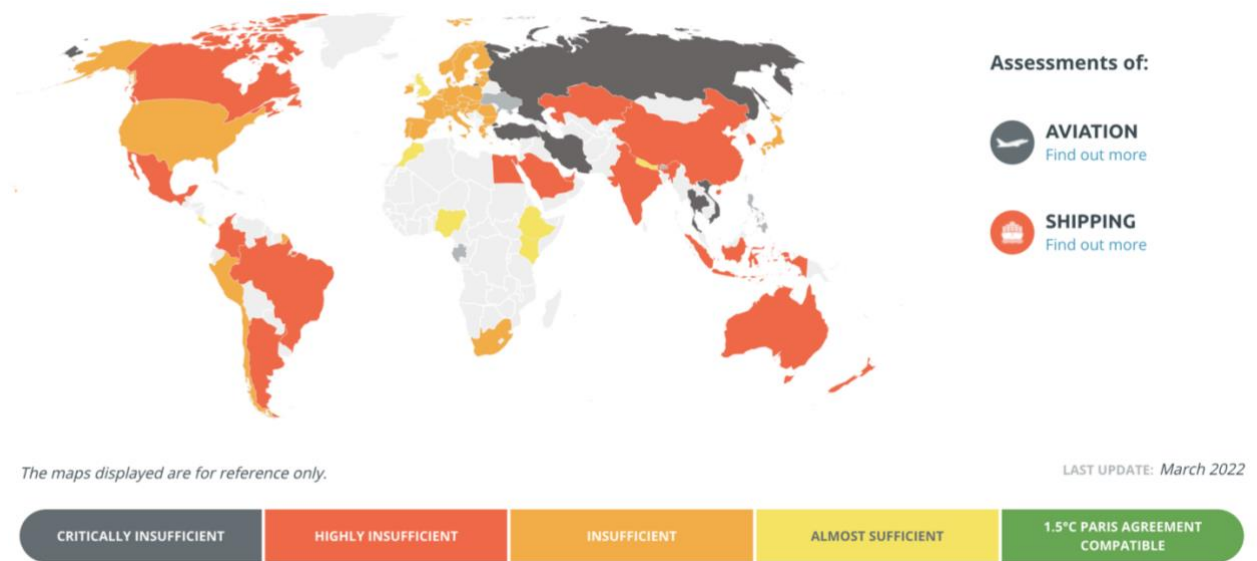 Assessments of:
AVIATION
Find out more
SHIPPING
Find out more
The maps displayed are for reference only.
LAST UPDATE: March 2022
CRITICALLY INSUFFICIENT
HIGHLY INSUFFICIENT
INSUFFICIENT
ALMOST SUFFICIENT
1.5°C PARIS AGREEMENT
COMPATIBLE